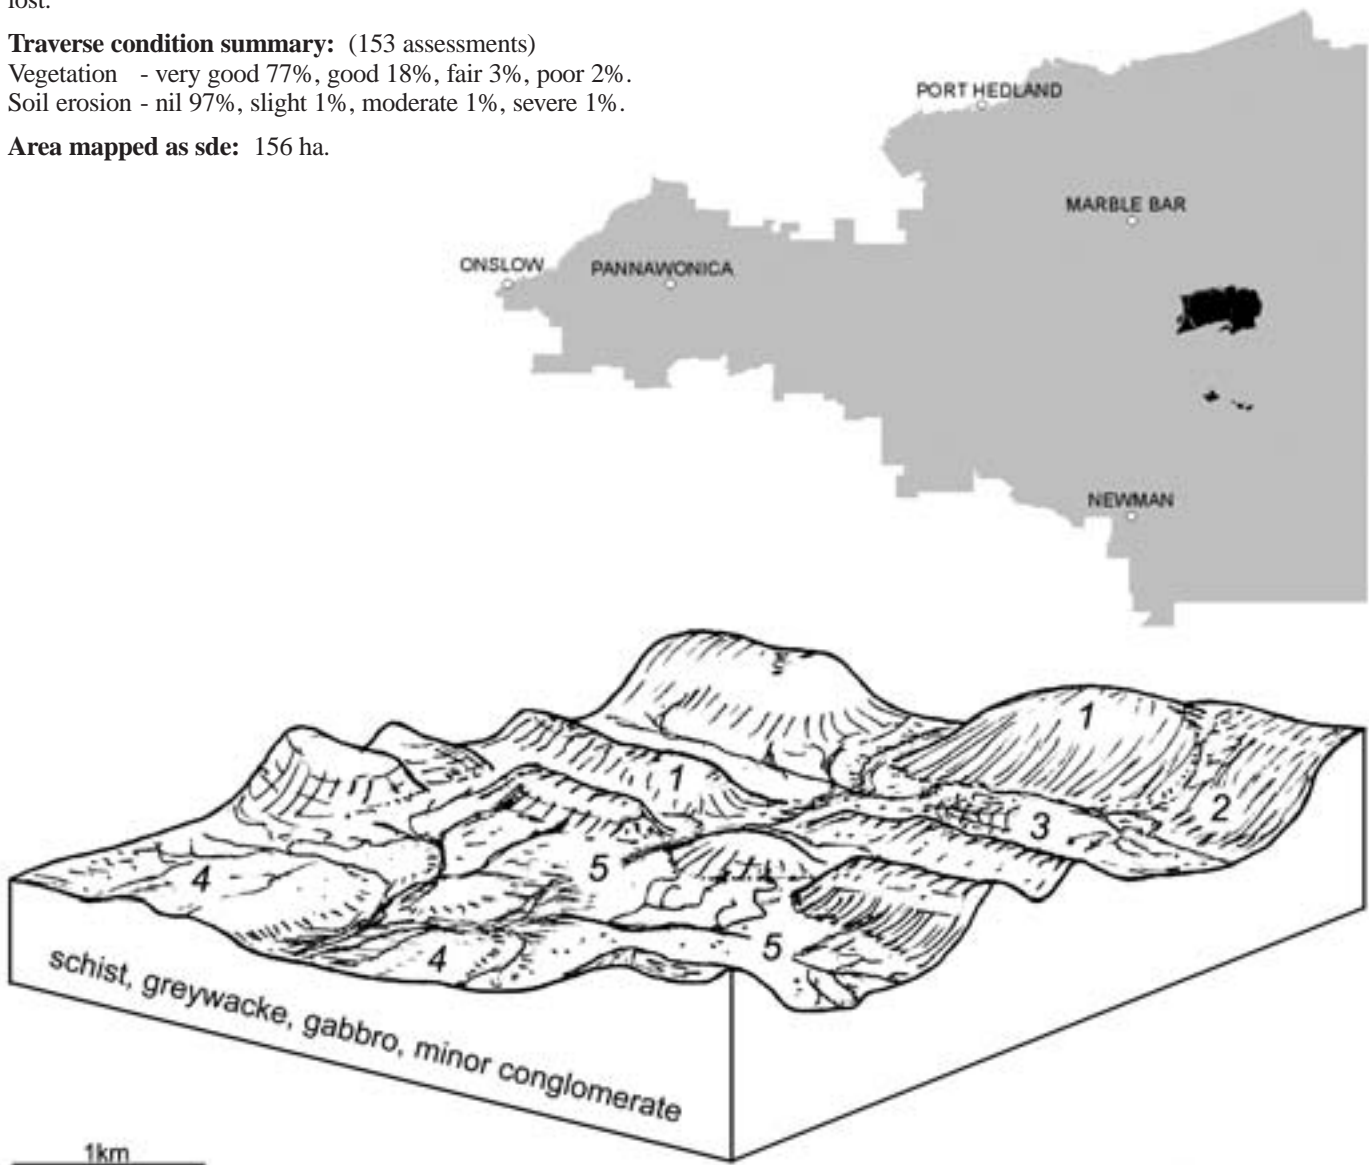 lost.
Traverse condition summary: (153 assessments)
Vegetation - very good 77%, good 18%, fair 3%, poor 2%.
Soil erosion - nil 97%, slight 1%, moderate 1%, severe 1%.
Area mapped as sde: 156 ha.
PORT HEDLAND
MARBLE BAR
ONSLOW
PANNAWONICA
NEWMAN
1
1
2
3
4
5
4
5
schist, greywacke, gabbro, minor conglomerate
1km